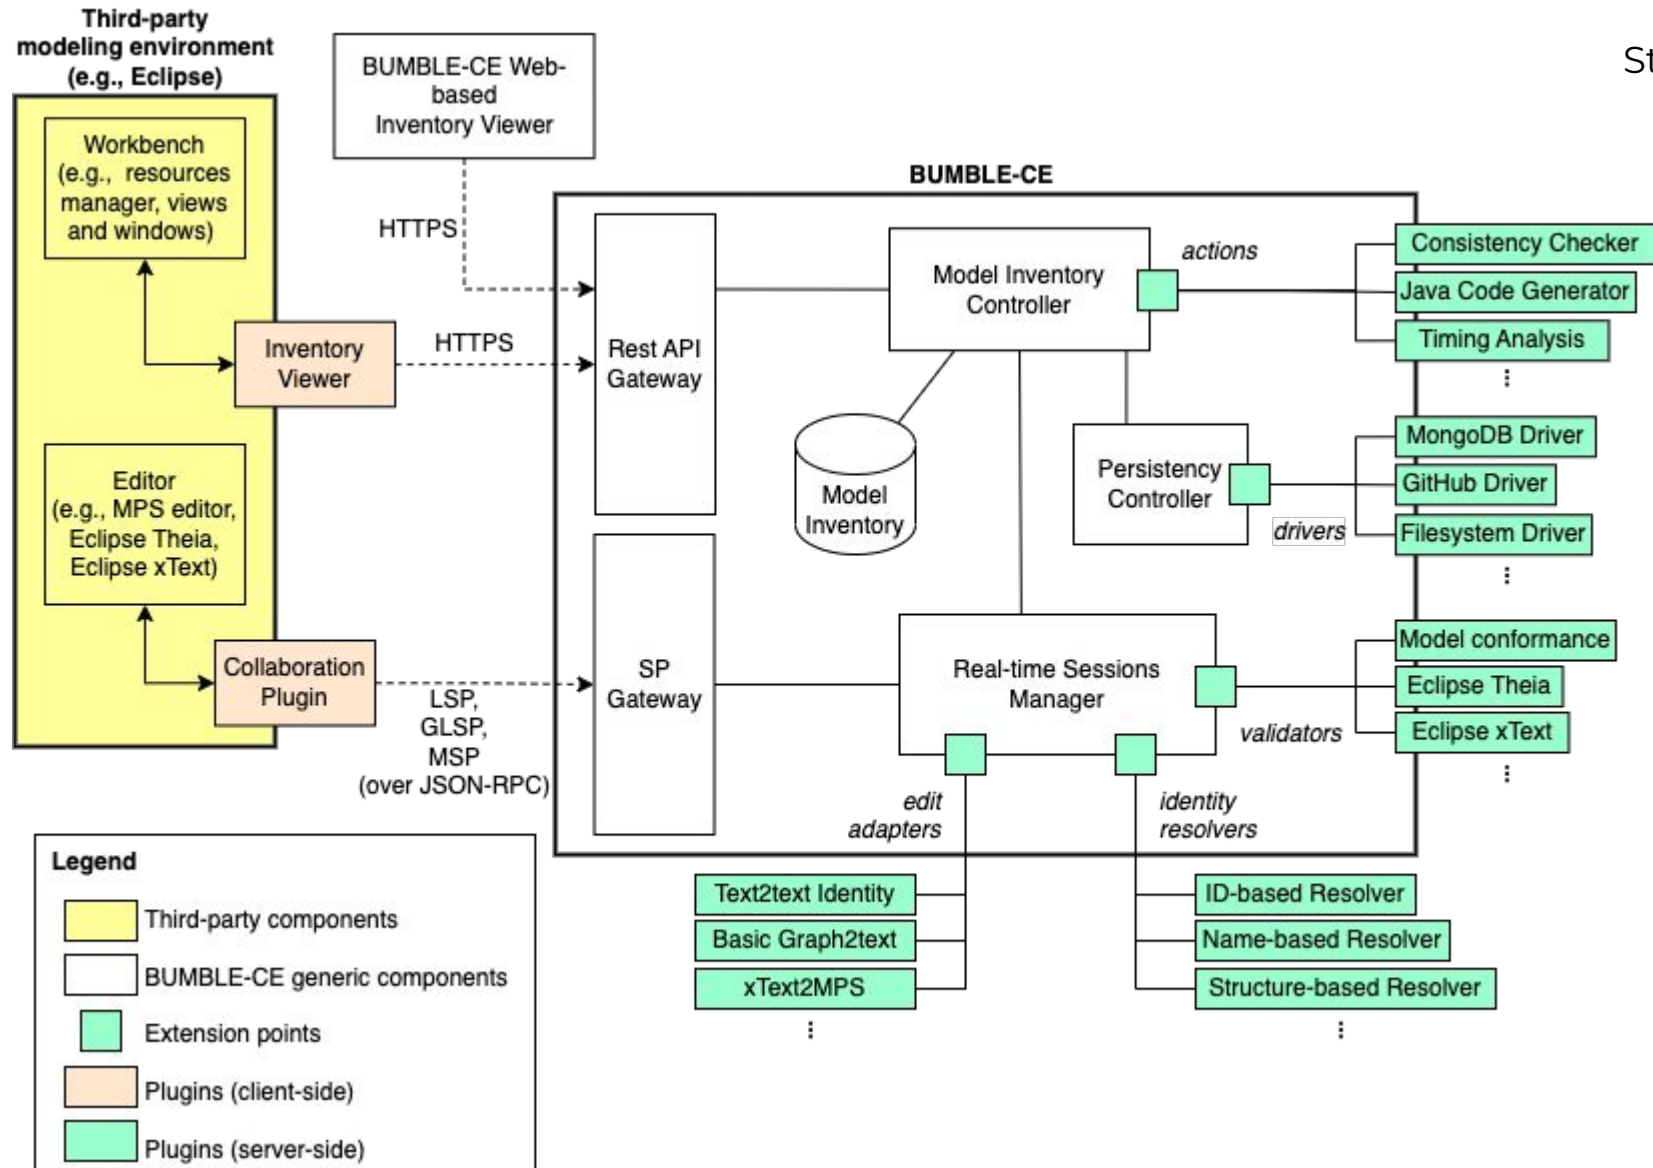 Third-party
modeling environment
(e.g., Eclipse)
Workbench
(e.g., resources
manager, views
and windows)
Inventory
Viewer
Editor
(e.g., MPS editor,
Eclipse Theia,
Eclipse xText)
Collaboration
Plugin
BUMBLE-CE Web-
based
Inventory Viewer
HTTPS
HTTPS
LSP,
GLSP,
MSP
(over JSON-RPC)
St
BUMBLE-CE
Rest API
Gateway
SP
Gateway
Model Inventory
Controller
actions
Model
Inventory
Persistency
Controller
drivers
Real-time Sessions
Manager
validators
edit
adapters
identity
resolvers
Consistency Checker
Java Code Generator
Timing Analysis
⋮
MongoDB Driver
GitHub Driver
Filesystem Driver
⋮
Model conformance
Eclipse Theia
Eclipse xText
⋮
Text2text Identity
Basic Graph2text
xText2MPS
⋮
ID-based Resolver
Name-based Resolver
Structure-based Resolver
⋮
Legend
Third-party components
BUMBLE-CE generic components
Extension points
Plugins (client-side)
Plugins (server-side)